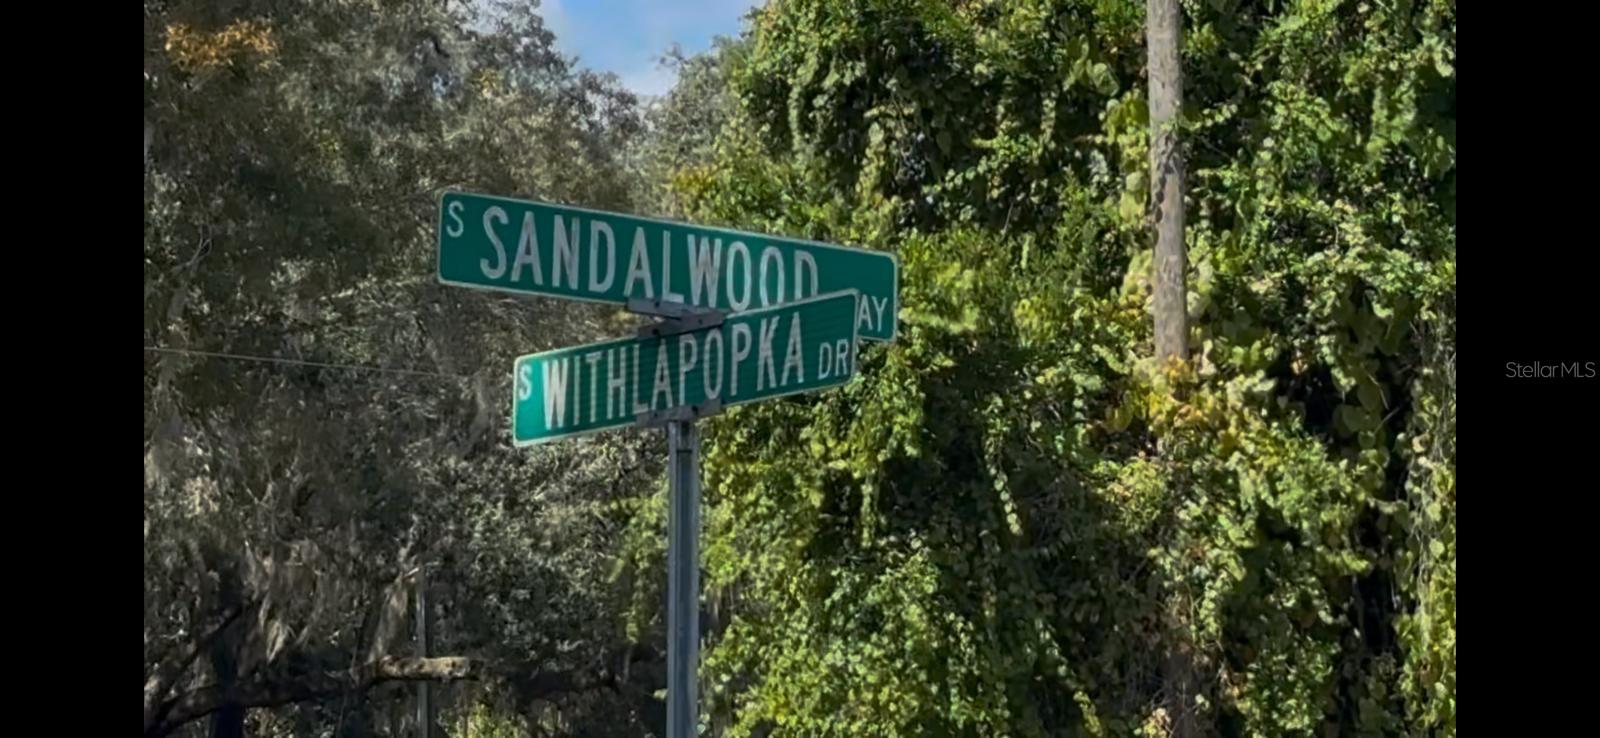 S SANDALWOOD AY
S WITHLAPOPKA DR
StellarMLS